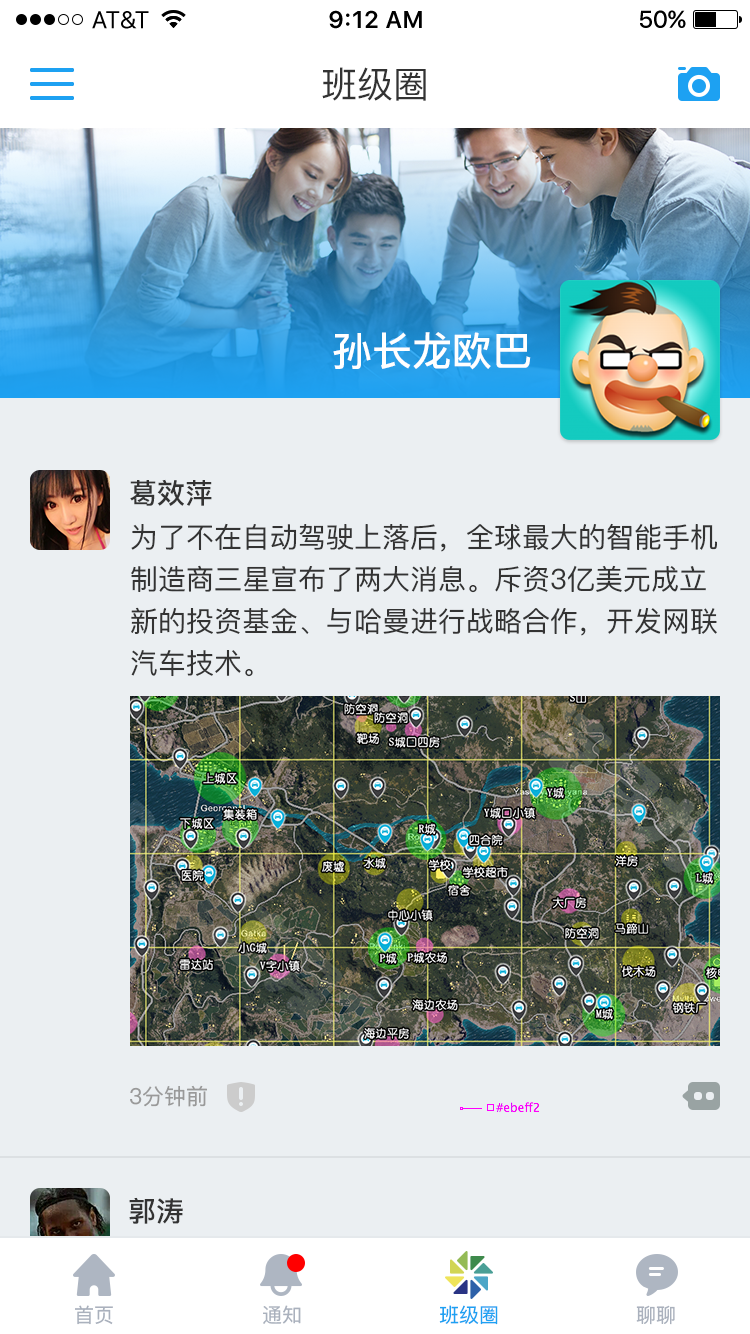 AT&T
9:12 AM
50%
班级圈
孙长龙欧巴
葛效萍
为了不在自动驾驶上落后，全球最大的智能手机
制造商三星宣布了两大消息。斥资3亿美元成立
新的投资基金、与哈曼进行战略合作，开发网联
汽车技术。
S山
防空洞
防空洞
靶场
S城口四房
上城区
Y城
集装箱
Y城口小镇
下城区
R城
四合院
洋房
废墟
水城
学校
学校超市
医院
L城
宿舍
大厂房
中心小镇
马蹄山
防空洞
Gatka
小G城
P城
P城农场
雷达站
V字小镇
伐木场
海边农场
钢铁厂
M城
海边平房
3分钟前
#ebeff2
郭涛
首页
通知
班级圈
聊聊